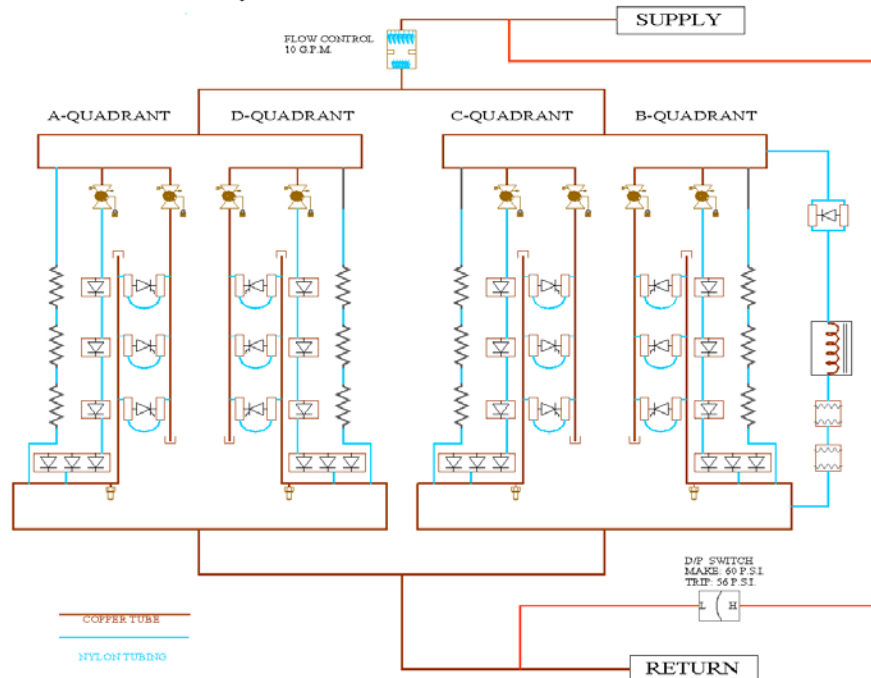 SUPPLY
FLOW CONTROL
10 G.P.M.
A-QUADRANT
D-QUADRANT
C-QUADRANT
B-QUADRANT
D/P SWITCH
MAKE: 60 P.S.I.
TRIP: 56 P.S.I.
L H
COPPER TUBE
NYLON TUBING
RETURN